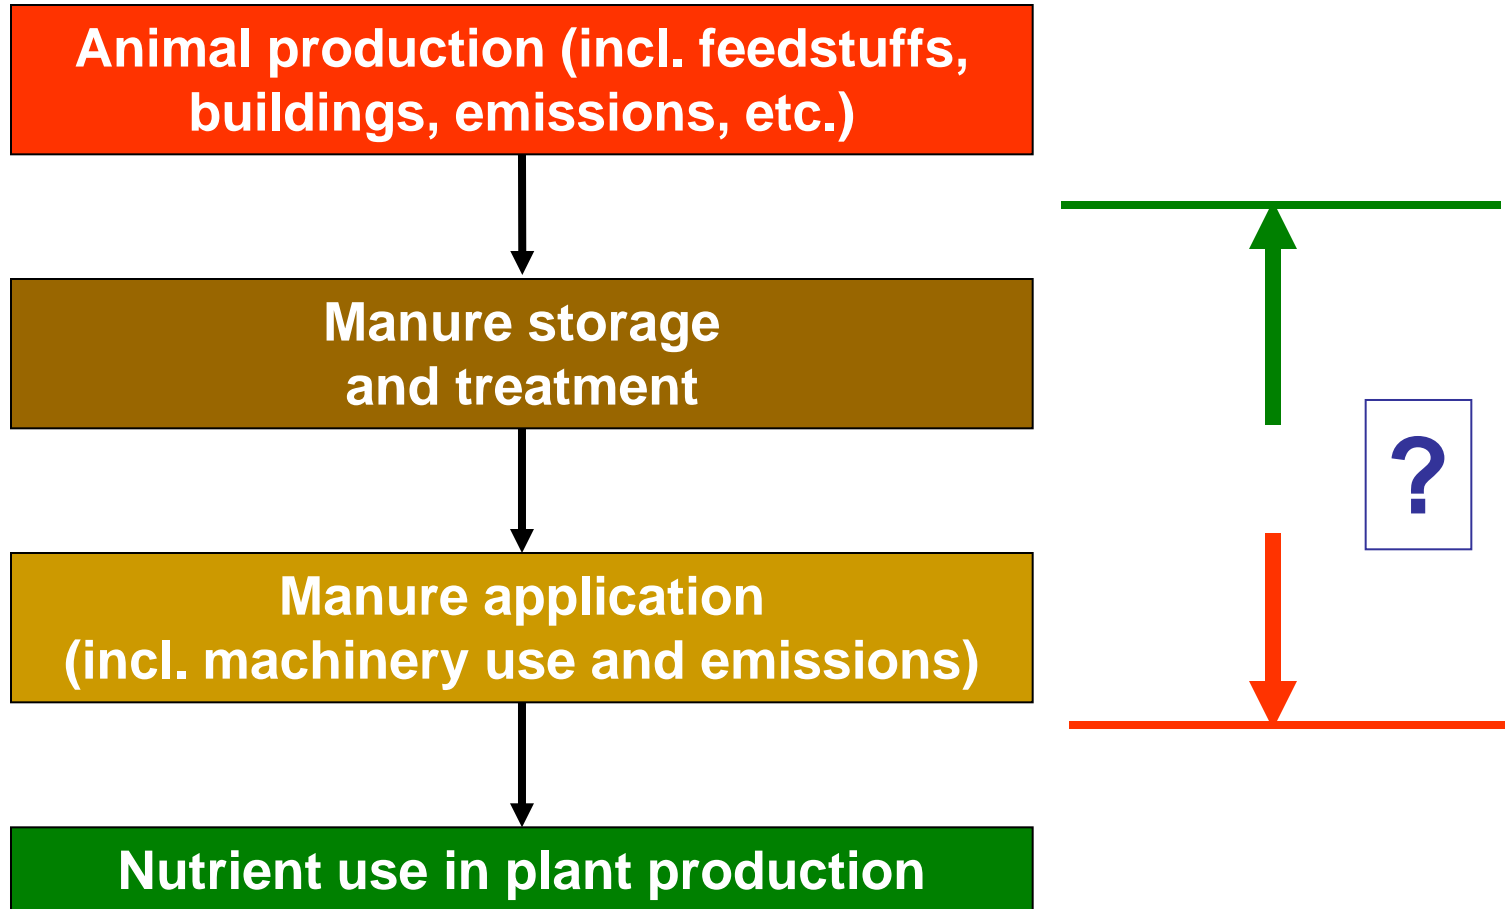 Animal production (incl. feedstuffs,
buildings, emissions, etc.)
Manure storage
and treatment
?
Manure application
(incl. machinery use and emissions)
Nutrient use in plant production